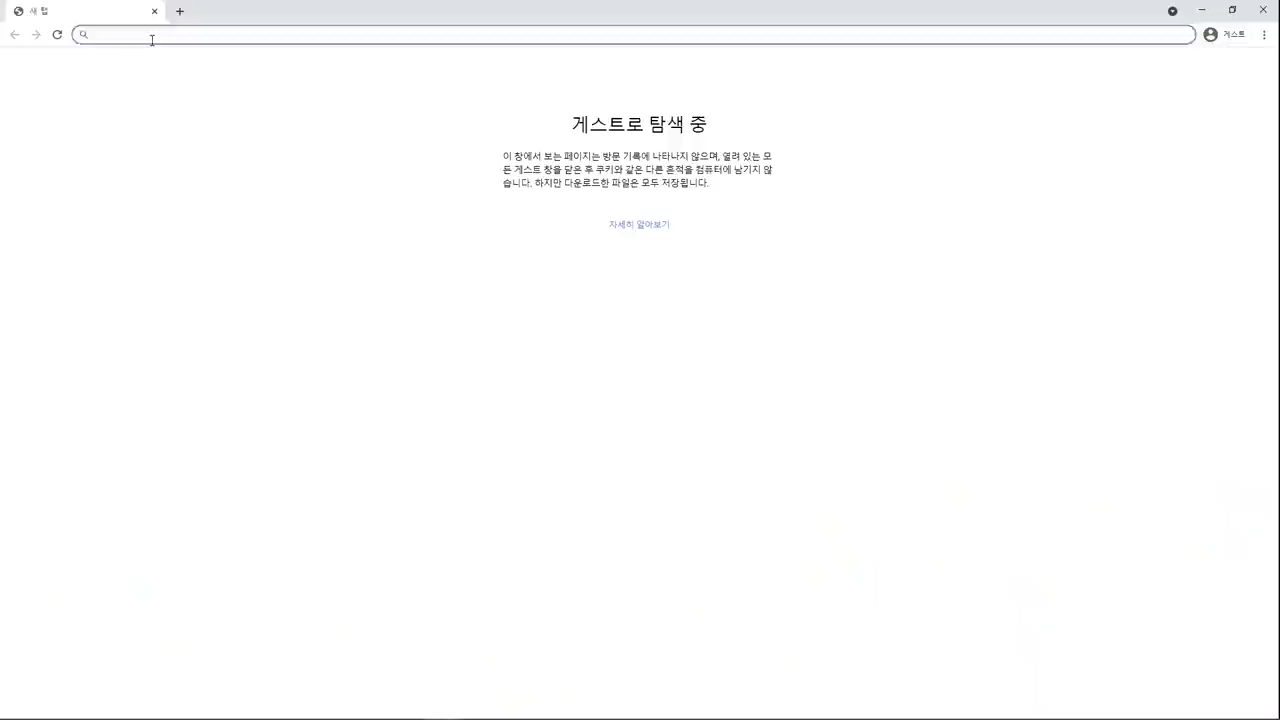 새 탭
게스트
게스트로 탐색 중
이 창에서 보는 페이지는 방문 기록에 나타나지 않으며, 열려 있는 모
든 게스트 창을 닫은 후 쿠키와 같은 다른 흔적을 컴퓨터에 남기지 않
습니다. 하지만 다운로드한 파일은 모두 저장됩니다.
자세히 알아보기